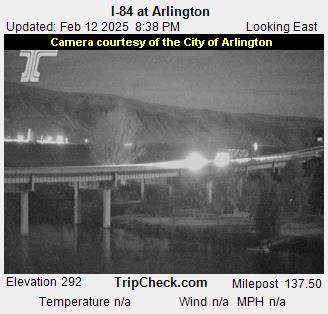 I-84 at Arlington
Updated: Feb 12 2025 8:38 PM Looking East
Camera courtesy of the City of Arlington
Elevation 292 TripCheck.com Milepost 137.50
Temperature n/a Wind n/a MPH n/a